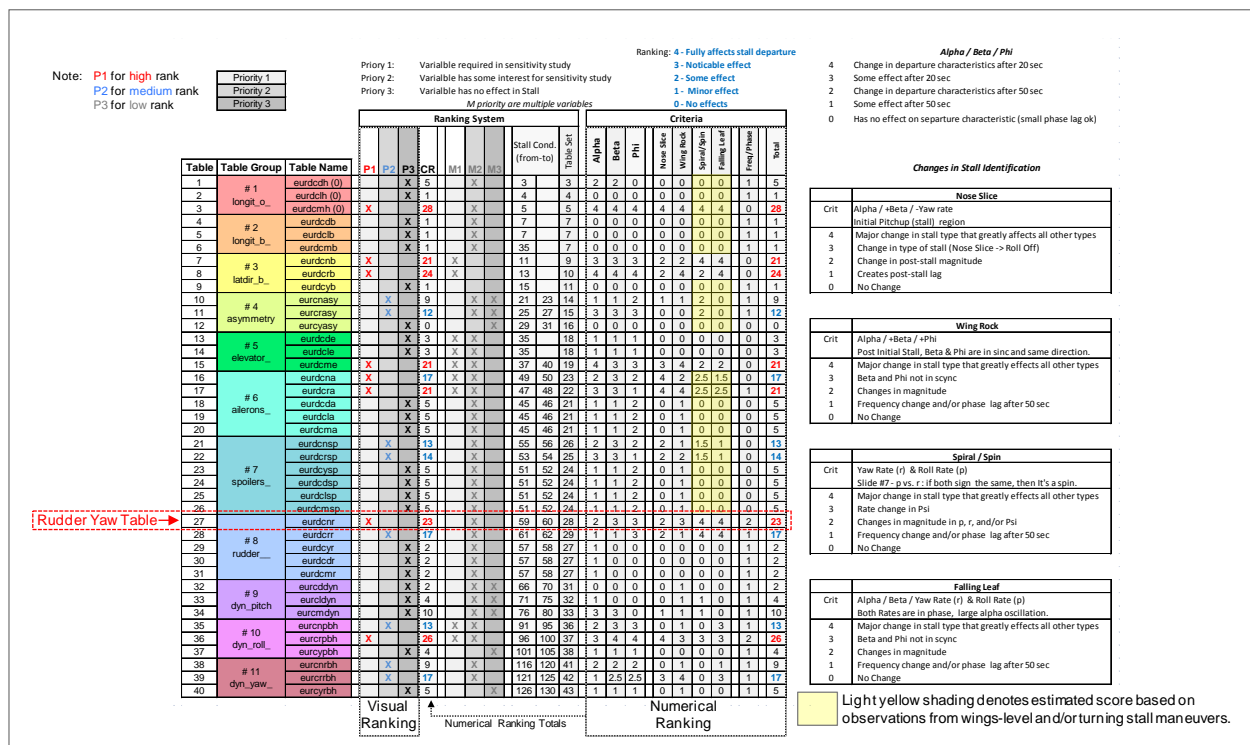 Note: P1 for high rank
P2 for medium rank
P3 for low rank
Priority 1
Priority 2
Priority 3
Priory 1: Varialble required in sensitivity study
Priory 2: Varialble has some interest for sensitivity study
Priory 3: Varialble has no effect in Stall
M priority are multiple variables
Ranking: 4 - Fully affects stall departure
3 - Noticable effect
2 - Some effect
1 - Minor effect
0 - No effects
Alpha / Beta / Phi
4 Change in departure characteristics after 20 sec
3 Some effect after 20 sec
2 Change in departure characteristics after 50 sec
1 Some effect after 50 sec
0 Has no effect on separture characteristic (small phase lag ok)
Ranking System Criteria
Table Table Group Table Name P1 P2 P3 CR M1 M2 M3 Stall Cond. (from-to) Table Set Alpha Beta Phi Nose Slice Wing Rock Spiral/Spin Falling Leaf Freq/Phase Total
# 1 longit_o_
1 eurdcdh (0) X 5 X 3 3 2 2 0 0 0 0 0 1 5
2 eurdclh (0) X 1 4 4 0 0 0 0 0 0 0 1 1
3 eurdcmh (0) X 28 X 5 5 4 4 4 4 4 4 4 0 28
# 2 longit_b_
4 eurdcdb X 1 7 7 0 0 0 0 0 0 0 1 1
5 eurdclb X 1 7 7 0 0 0 0 0 0 0 1 1
6 eurdcmb X 1 35 7 0 0 0 0 0 0 0 1 1
# 3 latdir_b_
7 eurdcnb X 21 X 11 9 3 3 3 2 2 4 4 0 21
8 eurdcrb X 24 X 13 10 4 4 4 2 4 2 4 0 24
9 eurdcyb X 1 15 11 0 0 0 0 0 0 0 1 1
# 4 asymmetry
10 eurcnasy X 9 X X 21 23 14 1 1 2 1 1 2 0 1 9
11 eurcrasy X 12 X X 25 27 15 3 3 3 0 0 2 0 1 12
12 eurcyasy X 0 X 29 31 16 0 0 0 0 0 0 0 0 0
# 5 elevator_
13 eurdcde X 3 X X 35 18 1 1 1 0 0 0 0 0 3
14 eurdcle X 3 X X 35 18 1 1 1 0 0 0 0 0 3
15 eurdcme X 21 X X 37 40 19 4 3 3 3 4 2 2 0 21
# 6 ailerons_
16 eurdcna X 17 X X 49 50 23 2 3 2 4 2 2.5 1.5 0 17
17 eurdcra X 21 X X 47 48 22 3 3 1 4 4 2.5 2.5 1 21
18 eurdcda X 5 X 45 46 21 1 1 2 0 1 0 0 0 5
19 eurdcla X 5 X 45 46 21 1 1 2 0 1 0 0 0 5
20 eurdcma X 5 X 45 46 21 1 1 2 0 1 0 0 0 5
# 7 spoilers_
21 eurdcnsp X 13 X 55 56 26 2 3 2 2 1 1.5 1 0 13
22 eurdcrsp X 14 X 53 54 25 3 3 1 2 2 1.5 1 0 14
23 eurdcysp X 5 X 51 52 24 1 1 2 0 1 0 0 0 5
24 eurdcdsp X 5 X 51 52 24 1 1 2 0 1 0 0 0 5
25 eurdclsp X 5 X 51 52 24 1 1 2 0 1 0 0 0 5
26 eurdcmsp X 5 X 51 52 24 1 1 2 0 1 0 0 0 5
Rudder Yaw Table
# 8 rudder__
27 eurdcnr X 23 X 59 60 28 2 3 3 2 3 4 4 2 23
28 eurdcrr X 17 X 61 62 29 1 1 3 2 1 4 4 1 17
29 eurdcyr X 2 X 57 58 27 1 0 0 0 0 0 0 1 2
30 eurdcdr X 2 X 57 58 27 1 0 0 0 0 0 0 1 2
31 eurdcmr X 2 X 57 58 27 1 0 0 0 0 0 0 1 2
# 9 dyn_pitch
32 eurcddyn X 2 X X 66 70 31 0 0 0 0 1 0 0 1 2
33 eurcldyn X 4 X X 71 75 32 1 0 0 0 1 0 1 1 4
34 eurcmdyn X 10 X X 76 80 33 3 3 0 1 1 1 0 1 10
# 10 dyn_roll_
35 eurcnpbh X 13 X X 91 95 36 2 2 3 1 1 0 3 1 13
36 eurcrpbh X 26 X X 96 100 37 3 4 4 4 3 3 3 2 26
37 eurcypbh X 4 X 101 105 38 1 1 1 0 0 0 0 1 4
# 11 dyn_yaw_
38 eurcnrbh X 9 X 116 120 41 2 2 2 0 1 0 1 1 9
39 eurcrrbh X 17 X 121 125 42 1 2.5 2.5 3 4 0 3 1 17
40 eurcyrbh X 5 X 126 130 43 1 1 1 0 1 0 0 1 5
Visual Ranking
Numerical Ranking Totals
Numerical Ranking
Changes in Stall Identification
Nose Slice
Crit Alpha / +Beta / -Yaw rate
Initial Pitchup (stall) region
4 Major change in stall type that greatly affects all other types
3 Change in type of stall (Nose Slice -> Roll Off)
2 Change in post-stall magnitude
1 Creates post-stall lag
0 No Change
Wing Rock
Crit Alpha / +Beta / +Phi
Post Initial Stall, Beta & Phi are in sinc and same direction.
4 Major change in stall type that greatly affects all other types
3 Beta and Phi not in scync
2 Changes in magnitude
1 Frequency change and/or phase lag after 50 sec
0 No Change
Spiral / Spin
Crit Yaw Rate (r) & Roll Rate (p)
Slide #7 - p vs. r : if both sign the same, then It's a spin.
4 Major change in stall type that greatly effects all other types
3 Rate change in Psi
2 Changes in magnitude in p, r, and/or Psi
1 Frequency change and/or phase lag after 50 sec
0 No Change
Falling Leaf
Crit Alpha / Beta / Yaw Rate (r) & Roll Rate (p)
Both Rates are in phase, large alpha oscillation.
4 Major change in stall type that greatly effects all other types
3 Beta and Phi not in scync
2 Changes in magnitude
1 Frequency change and/or phase lag after 50 sec
0 No Change
Light yellow shading denotes estimated score based on
observations from wings-level and/or turning stall maneuvers.